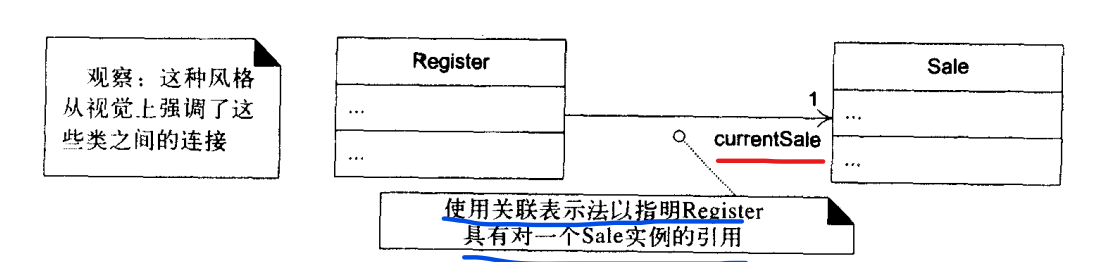 观察：这种风格
从视觉上强调了这
些类之间的连接
Register
...
...
Sale
...
...
1
currentSale
使用关联表示法以指明Register
具有对一个Sale实例的引用